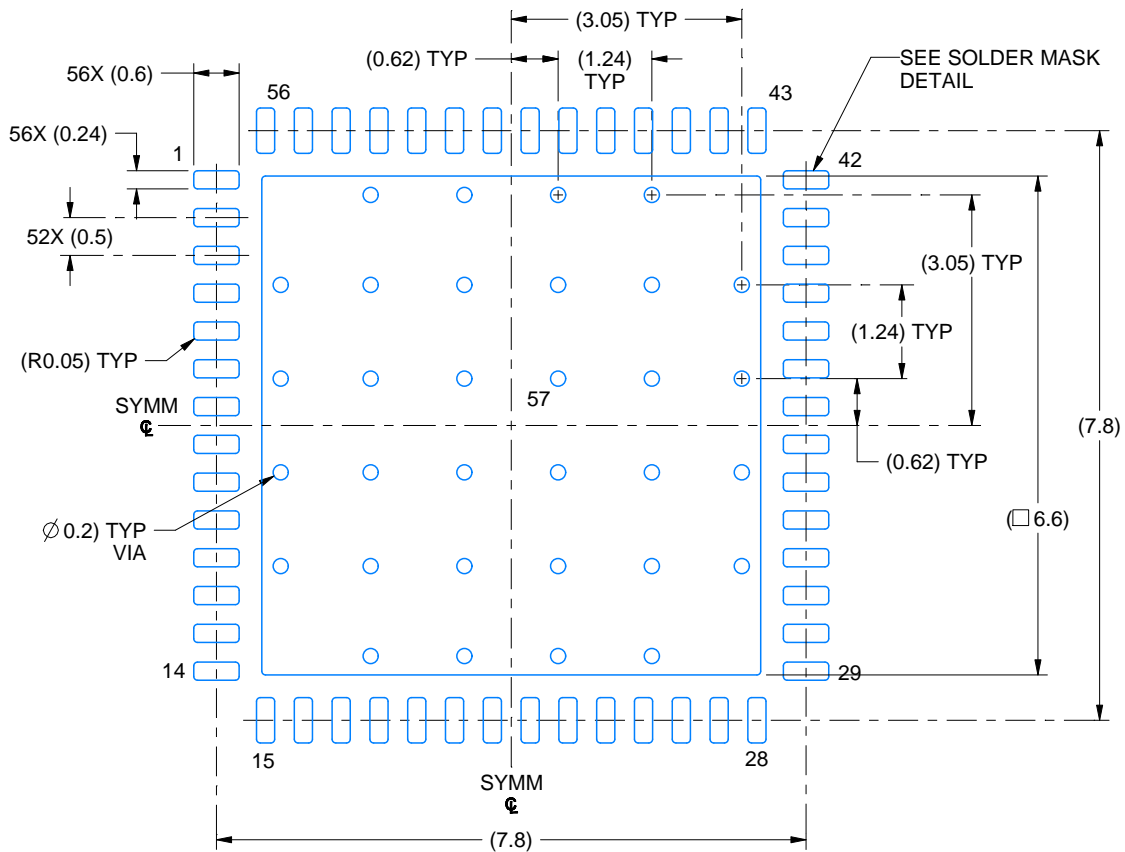 (3.05) TYP
(0.62) TYP
(1.24)
TYP
SEE SOLDER MASK
DETAIL
56X (0.6)
56
43
56X (0.24)
1
42
52X (0.5)
(3.05) TYP
(R0.05) TYP
(1.24) TYP
57
SYMM
℄
(7.8)
(0.62) TYP
(□ 6.6)
∅ 0.2) TYP
VIA
14
29
15
28
SYMM
℄
(7.8)